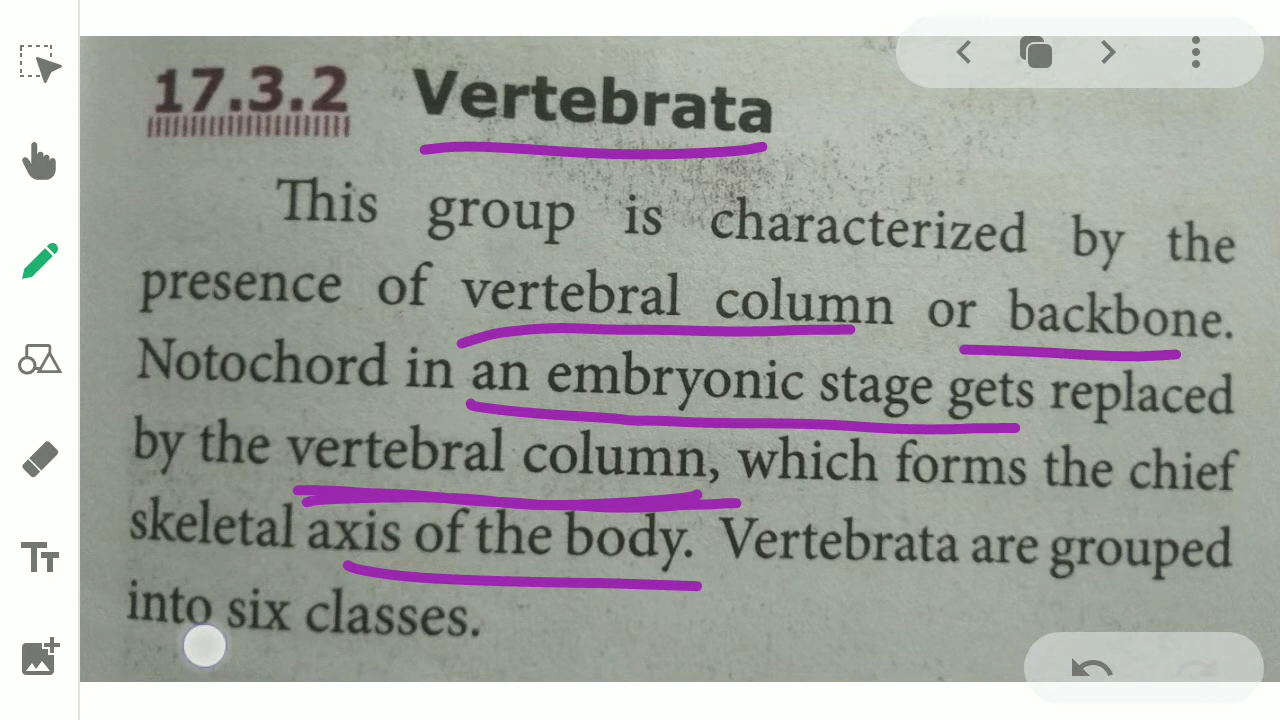 17.3.2 Vertebrata
This group is characterized by the
presence of vertebral column or backbone.
Notochord in an embryonic stage gets replaced
by the vertebral column, which forms the chief
skeletal axis of the body. Vertebrata are grouped
into six classes.